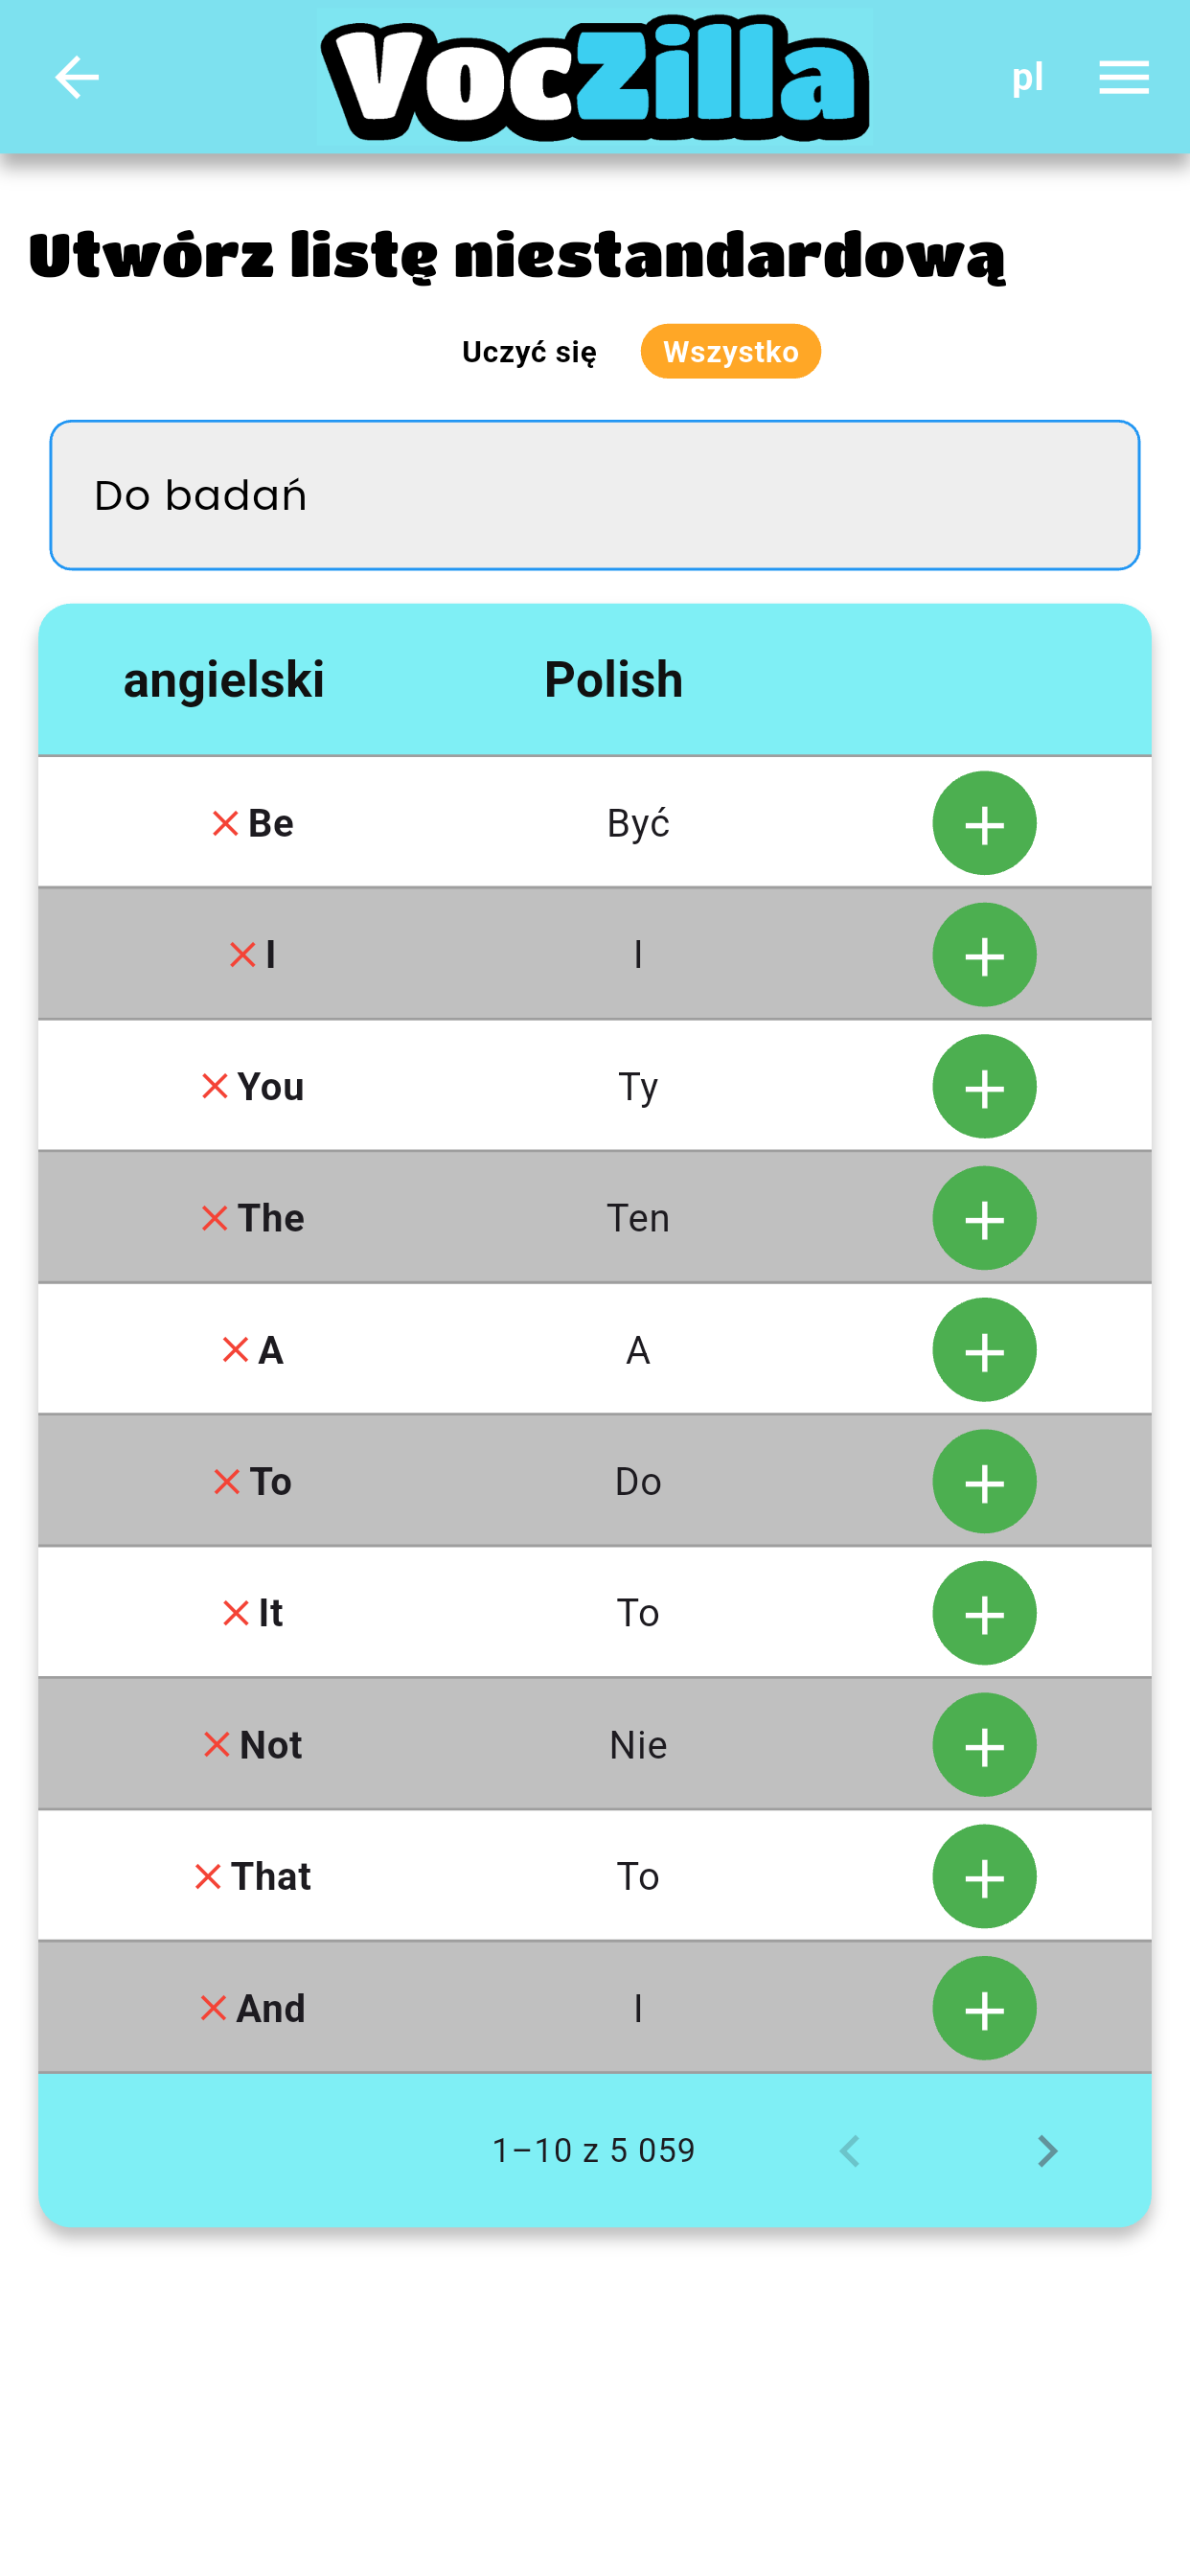 VocZilla
pl
Utwórz listę niestandardową
Uczyć się Wszystko
Do badań
angielski Polish
Be Być
I I
You Ty
The Ten
A A
To Do
It To
Not Nie
That To
And I
1–10 z 5 059